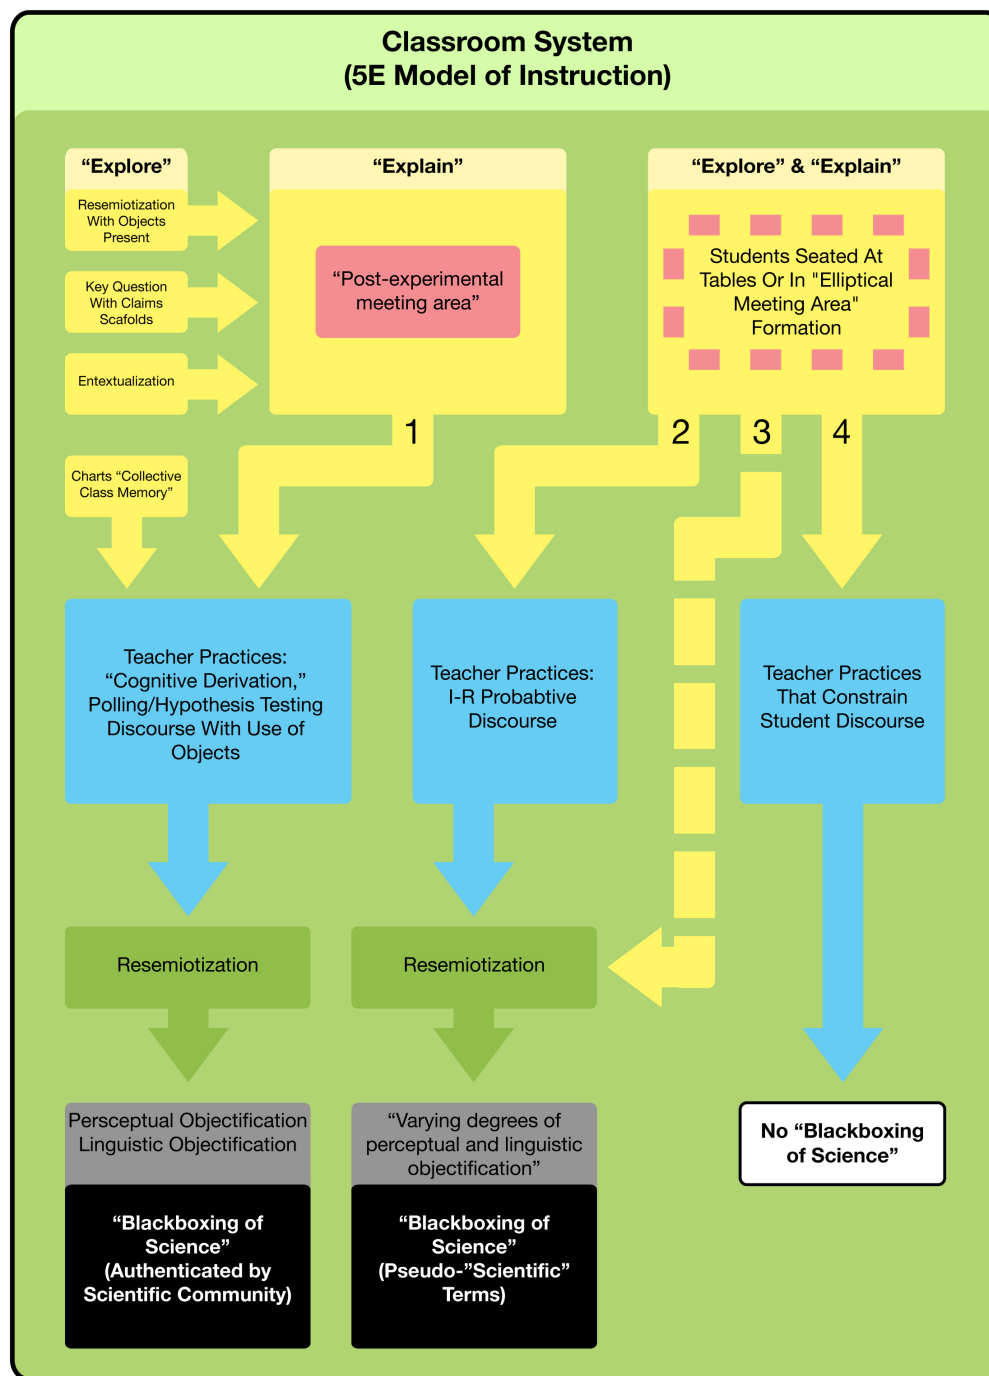 Classroom System
(5E Model of Instruction)
“Explore”
Resemiotization
With Objects
Present
Key Question
With Claims
Scafolds
Entextualization
Charts “Collective
Class Memory”
“Explain”
“Post-experimental
meeting area”
“Explore” & “Explain”
Students Seated At
Tables Or In "Elliptical
Meeting Area"
Formation
1
2
3
4
Teacher Practices:
“Cognitive Derivation,”
Polling/Hypothesis Testing
Discourse With Use of
Objects
Teacher Practices:
I-R Probabtive
Discourse
Teacher Practices
That Constrain
Student Discourse
Resemiotization
Resemiotization
Persceptual Objectification
Linguistic Objectification
“Blackboxing of
Science”
(Authenticated by
Scientific Community)
“Varying degrees of
perceptual and linguistic
objectification”
“Blackboxing of
Science”
(Pseudo-”Scientific”
Terms)
No “Blackboxing
of Science”